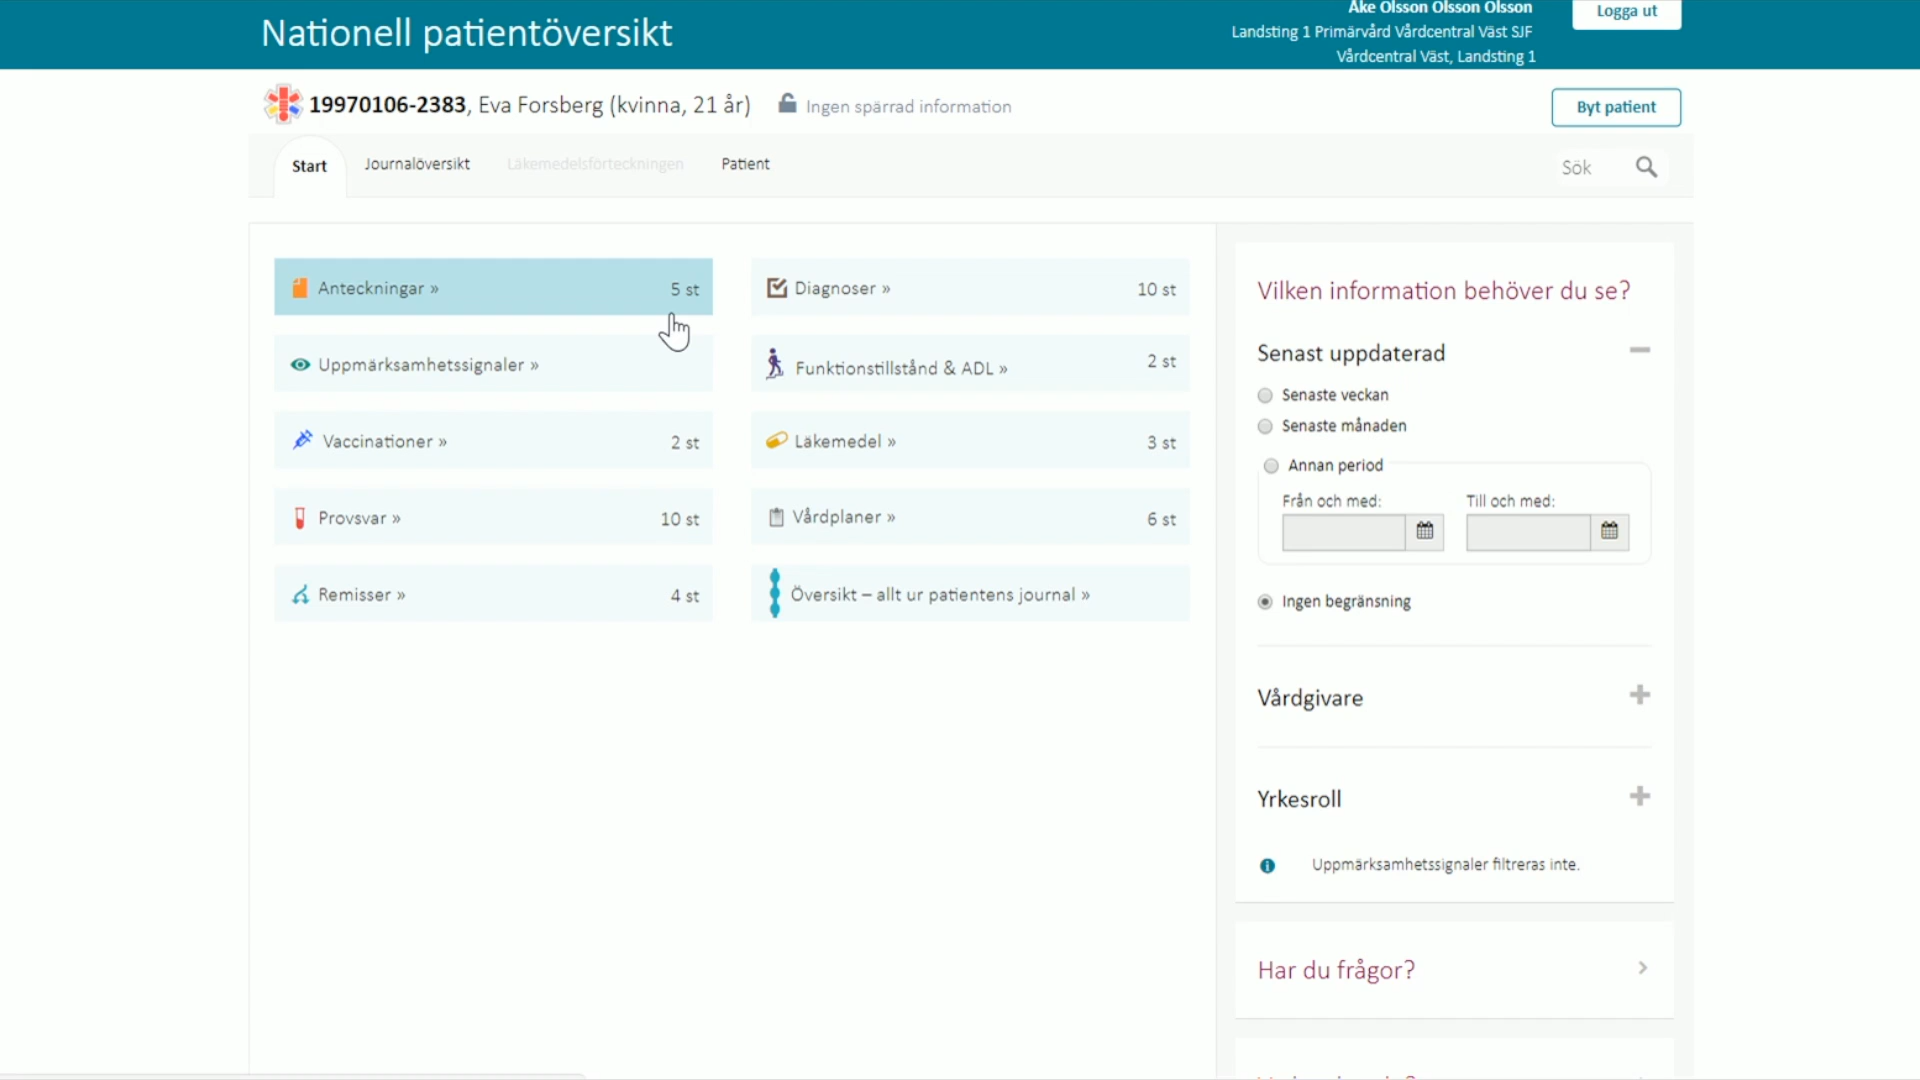 Nationell patientöversikt
Åke Olsson Olsson Olsson
Landsting 1 Primärvård Vårdcentral Väst SJF
Vårdcentral Väst, Landsting 1
Logga ut
19970106-2383, Eva Forsberg (kvinna, 21 år)
Ingen spärrad information
Byt patient
Start
Journalöversikt
Läkemedelsförteckningen
Patient
Sök
Anteckningar »
5 st
Diagnoser »
10 st
Uppmärksamhetssignaler »
Funktionstillstånd & ADL »
2 st
Vaccinationer »
2 st
Läkemedel »
3 st
Provsvar »
10 st
Vårdplaner »
6 st
Remisser »
4 st
Översikt – allt ur patientens journal »
Vilken information behöver du se?
Senast uppdaterad
Senaste veckan
Senaste månaden
Annan period
Från och med:
Till och med:
Ingen begränsning
Vårdgivare
Yrkesroll
Uppmärksamhetssignaler filtreras inte.
Har du frågor?